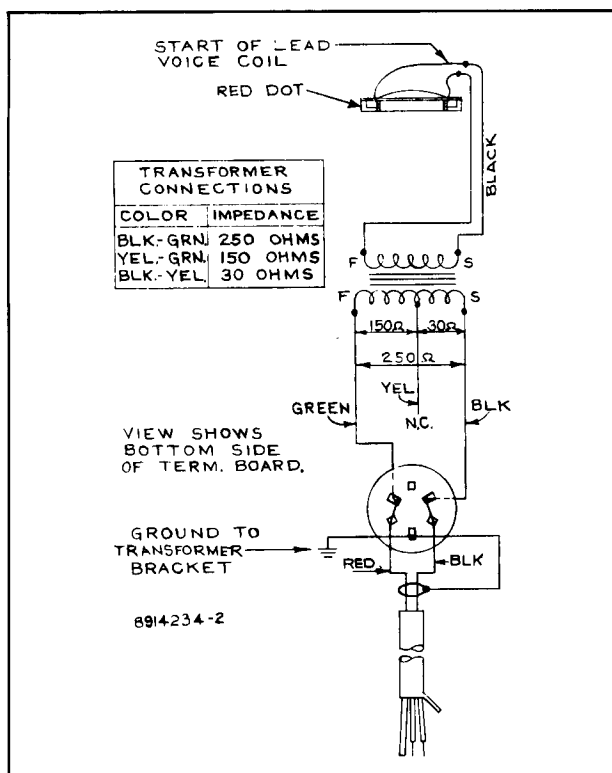 START OF LEAD
VOICE COIL
RED DOT
BLACK
TRANSFORMER
CONNECTIONS
COLOR IMPEDANCE
BLK.-GRN. 250 OHMS
YEL.-GRN. 150 OHMS
BLK.-YEL. 30 OHMS
F S
F S
150Ω 30Ω
250Ω
YEL.
GREEN N.C. BLK
VIEW SHOWS
BOTTOM SIDE
OF TERM. BOARD.
GROUND TO
TRANSFORMER
BRACKET
RED BLK
8914234-2